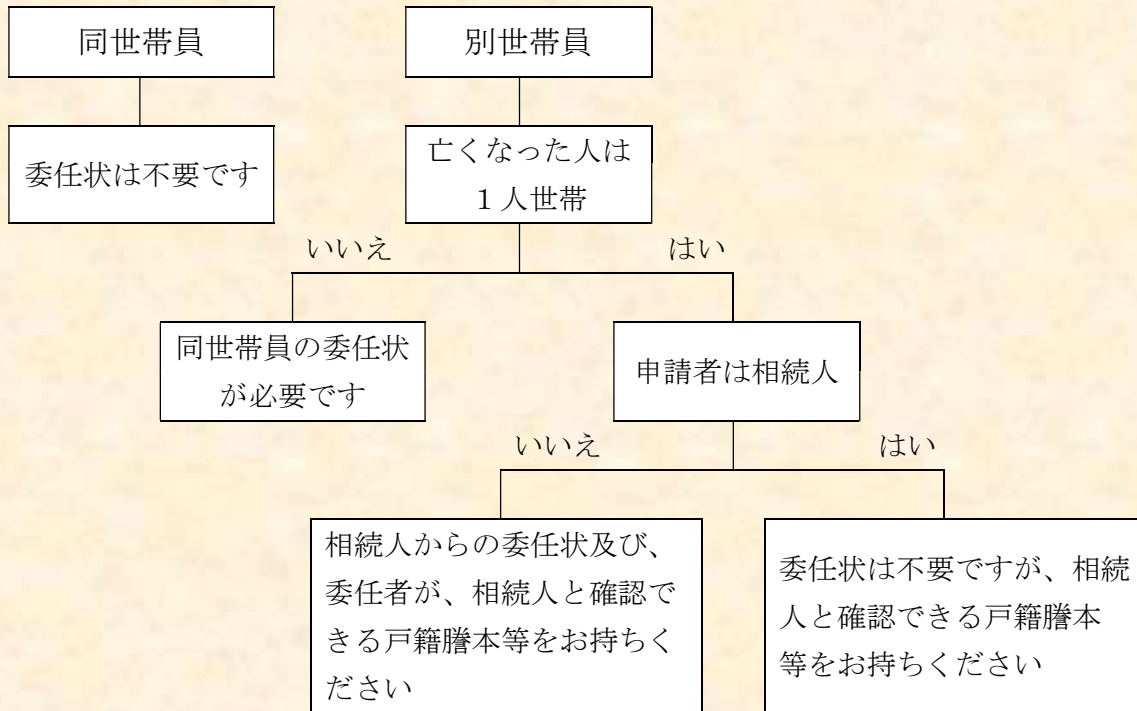 同世帯員
別世帯員
委任状は不要です
亡くなった人は
１人世帯
いいえ
はい
同世帯員の委任状
が必要です
申請者は相続人
いいえ
はい
相続人からの委任状及び、
委任者が、相続人と確認で
きる戸籍謄本等をお持ちく
ださい
委任状は不要ですが、相続
人と確認できる戸籍謄本
等をお持ちください